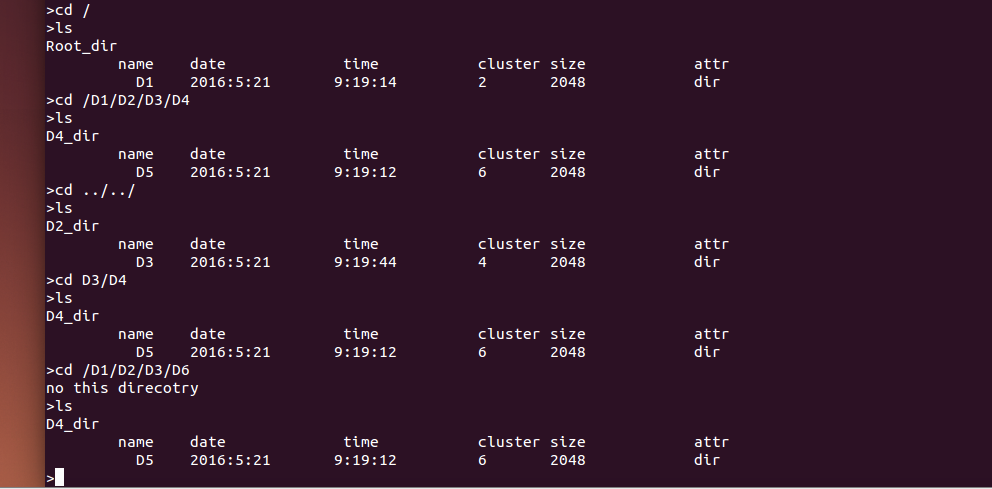 >cd /
>ls
Root_dir
name date time cluster size attr
D1 2016:5:21 9:19:14 2 2048 dir
>cd /D1/D2/D3/D4
>ls
D4_dir
name date time cluster size attr
D5 2016:5:21 9:19:12 6 2048 dir
>cd ../../
>ls
D2_dir
name date time cluster size attr
D3 2016:5:21 9:19:44 4 2048 dir
>cd D3/D4
>ls
D4_dir
name date time cluster size attr
D5 2016:5:21 9:19:12 6 2048 dir
>cd /D1/D2/D3/D6
no this direcotry
>ls
D4_dir
name date time cluster size attr
D5 2016:5:21 9:19:12 6 2048 dir
>